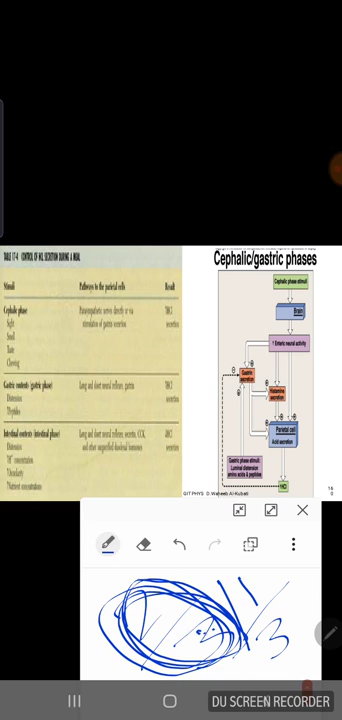 TABLE 17-4 CONTROL OF HCL SECRETION DURING A MEAL
Stimuli Pathways to the parietal cells Result
Cephalic phase Parasympathetic nerves directly or via ↑HCl
Sight stimulation of gastrin secretion secretion
Smell
Taste
Chewing
Gastric contents (gastric phase) Long and short neural reflexes, gastrin ↑HCl
Distension secretion
↑Peptides
Intestinal contents (intestinal phase) Long and short neural reflexes, secretin, CCK, ↓HCl
Distension and other unspecified duodenal hormones secretion
↑H⁺ concentration
↑Osmolarity
↑Nutrient concentrations
Cephalic/gastric phases
Cephalic phase stimuli
Brain
↑ Enteric neural activity
Gastrin
secretion
Histamine
secretion
Parietal cell
Acid secretion
Gastric phase stimuli
Luminal distension
amino acids & peptides
↑HCl
GIT PHYS D.Waheeb Al-Kubati
16
0
3
DU SCREEN RECORDER